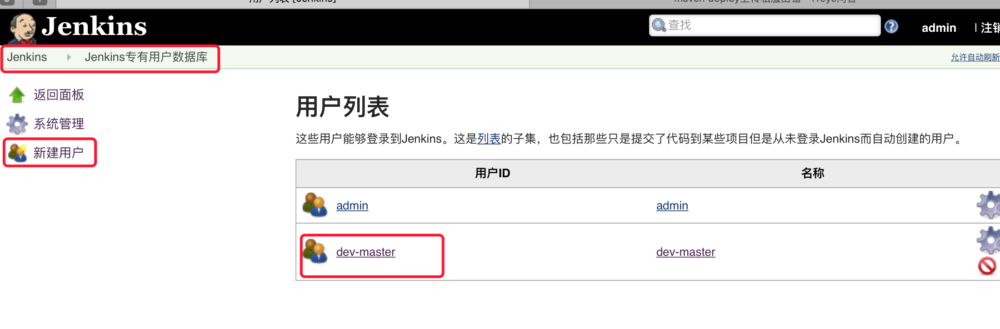 用户列表 [Jenkins]
Jenkins
查找
admin
注销
Jenkins
Jenkins专有用户数据库
允许自动刷新
返回面板
系统管理
新建用户
用户列表
这些用户能够登录到Jenkins。这是列表的子集，也包括那些只是提交了代码到某些项目但是从未登录Jenkins而自动创建的用户。
用户ID 名称
admin admin
dev-master dev-master